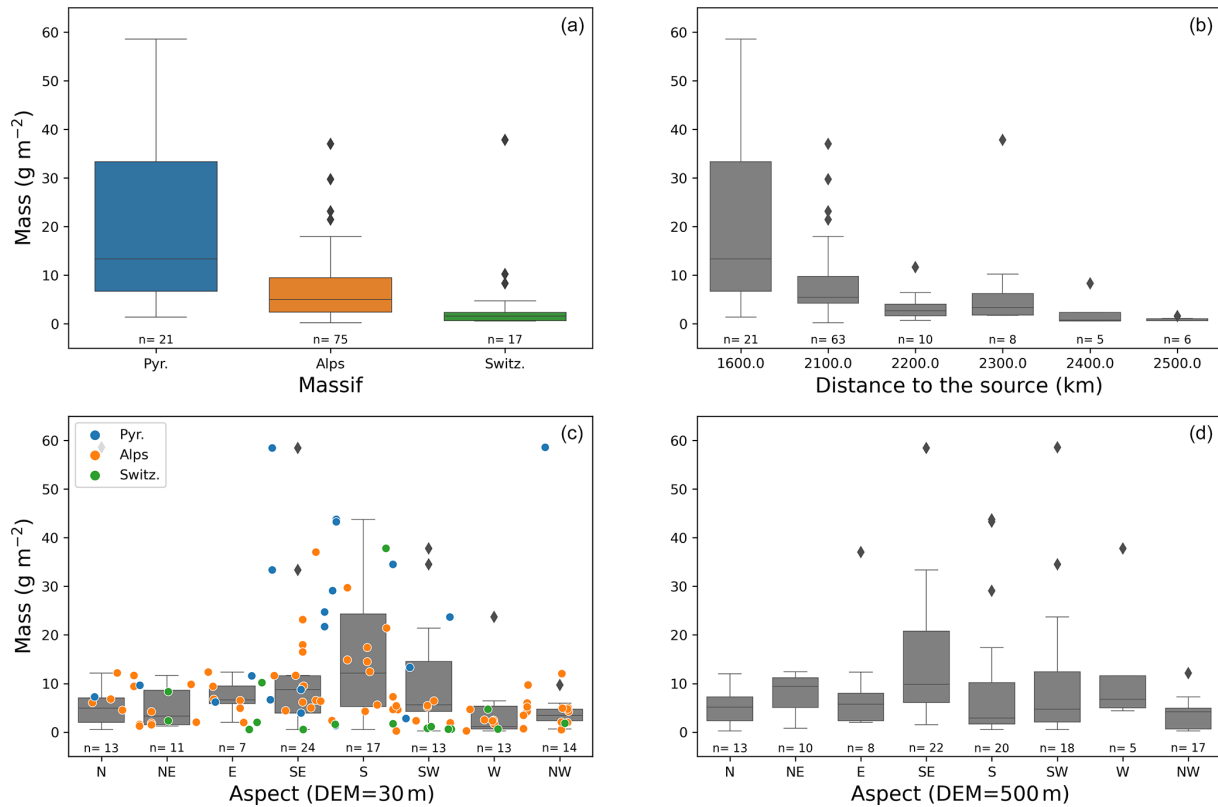 (a)
60
50
40
30
20
10
0
Mass (g m⁻²)
n= 21 n= 75 n= 17
Pyr. Alps Switz.
Massif
(b)
60
50
40
30
20
10
0
n= 21 n= 63 n= 10 n= 8 n= 5 n= 6
1600.0 2100.0 2200.0 2300.0 2400.0 2500.0
Distance to the source (km)
(c)
Pyr.
Alps
Switz.
60
50
40
30
20
10
0
Mass (g m⁻²)
n= 13 n= 11 n= 7 n= 24 n= 17 n= 13 n= 13 n= 14
N NE E SE S SW W NW
Aspect (DEM=30 m)
(d)
60
50
40
30
20
10
0
n= 13 n= 10 n= 8 n= 22 n= 20 n= 18 n= 5 n= 17
N NE E SE S SW W NW
Aspect (DEM=500 m)